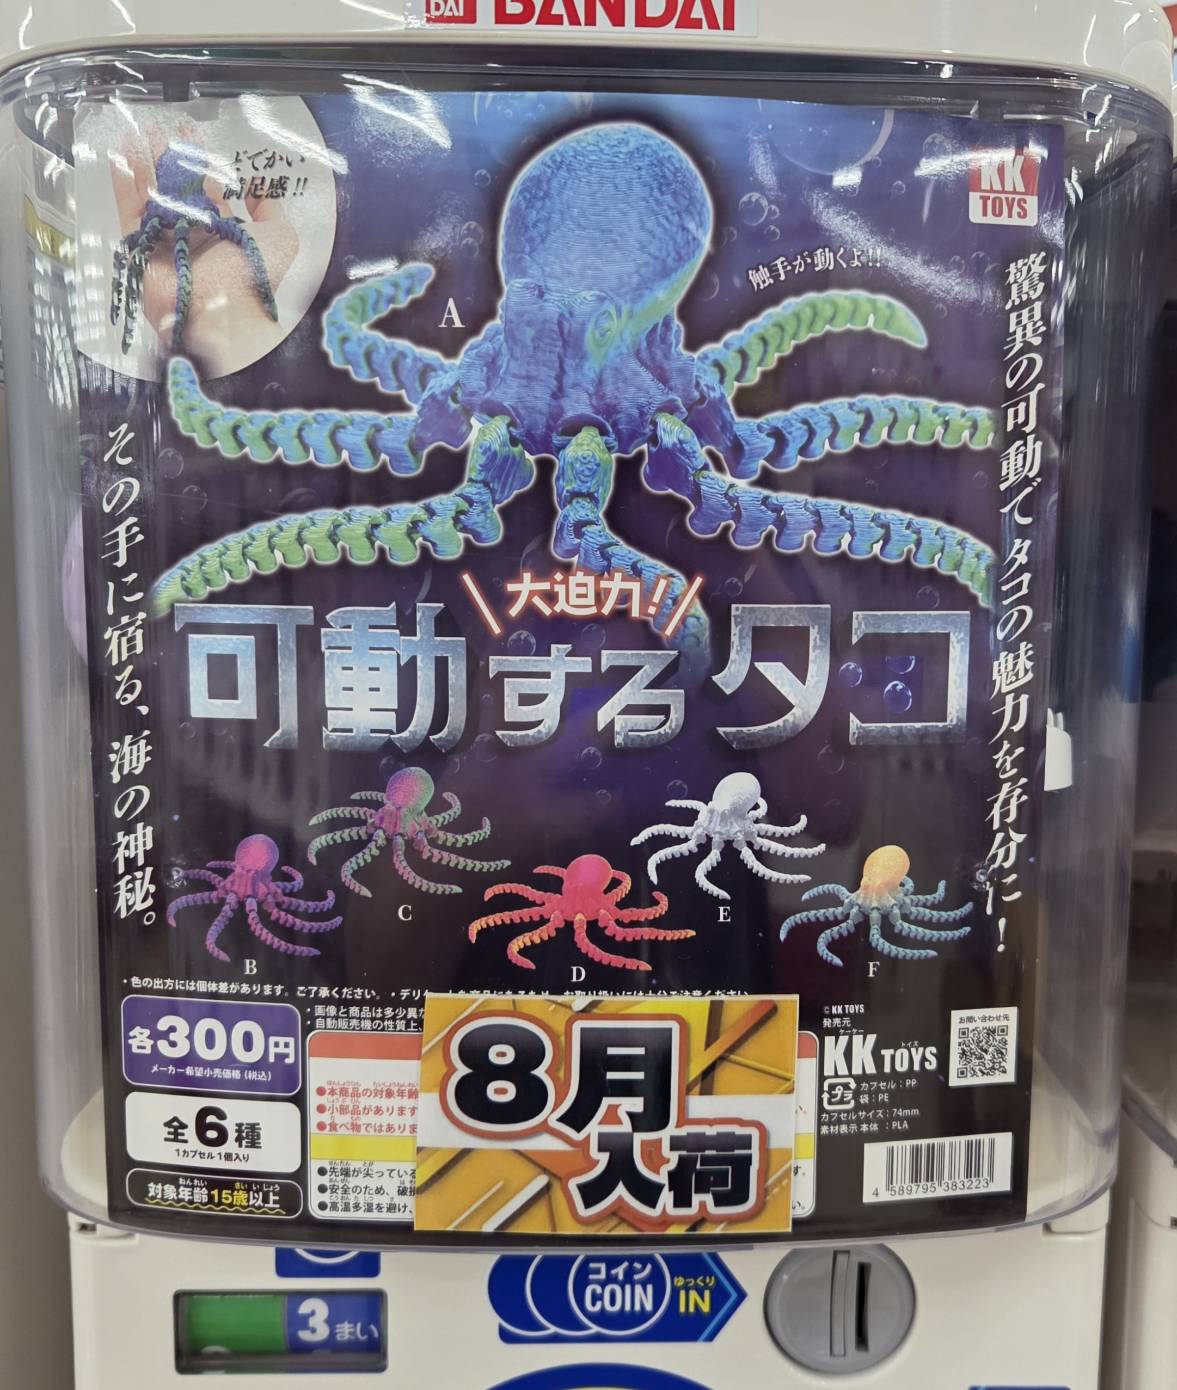 BANDAI
どでかい
満足感!!
KK
TOYS
触手が動くよ!!
A
驚異の可動でタコの魅力を存分に!
その手に宿る、海の神秘。
大迫力!
可動するタコ
B
C
D
E
F
・色の出方には個体差があります。ご了承ください。
・画像と商品は多少異な
・自動販売機の性質上、
各300円
メーカー希望小売価格(税込)
全6種
1カプセル1個入り
対象年齢15歳以上
●本商品の対象年齢
●小部品があります
●食べ物ではありま
●先端が尖っている
●安全のため、破損
●高温多湿を避け、
8月
入荷
©KK TOYS
発売元
KK TOYS
ケーケー
トイズ
お問い合わせ先
プラ
カプセル:PP
袋:PE
カプセルサイズ:74mm
素材表示 本体:PLA
4 589795 383223
3まい
コイン
COIN
ゆっくり
IN